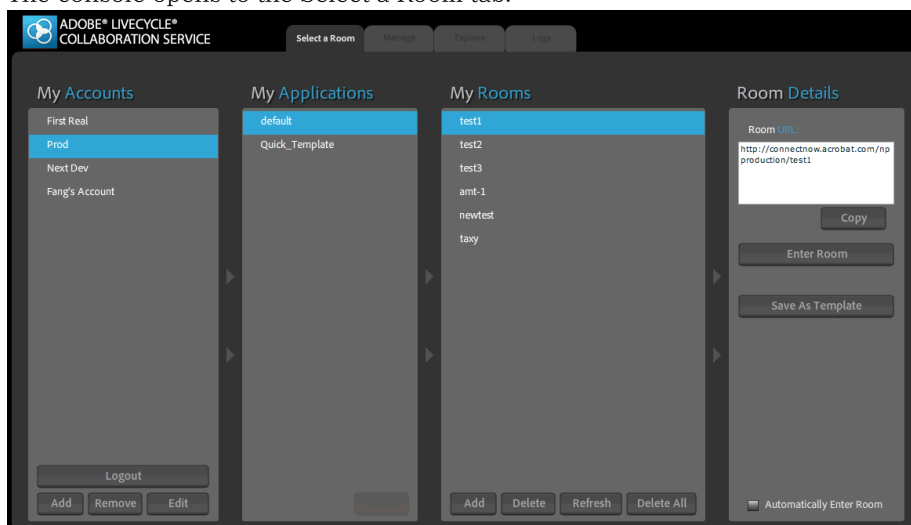 The console opens to the Select a Room tab.
ADOBE® LIVECYCLE®
COLLABORATION SERVICE
Select a Room
Manage
Explore
Logs
My Accounts
My Applications
My Rooms
Room Details
First Real
Prod
Next Dev
Fang's Account
default
Quick_Template
test1
test2
test3
amt-1
newtest
taxy
Room URL:
http://connectnow.acrobat.com/np
production/test1
Copy
Enter Room
Save As Template
Logout
Add Remove Edit
Add Delete Refresh Delete All
Automatically Enter Room